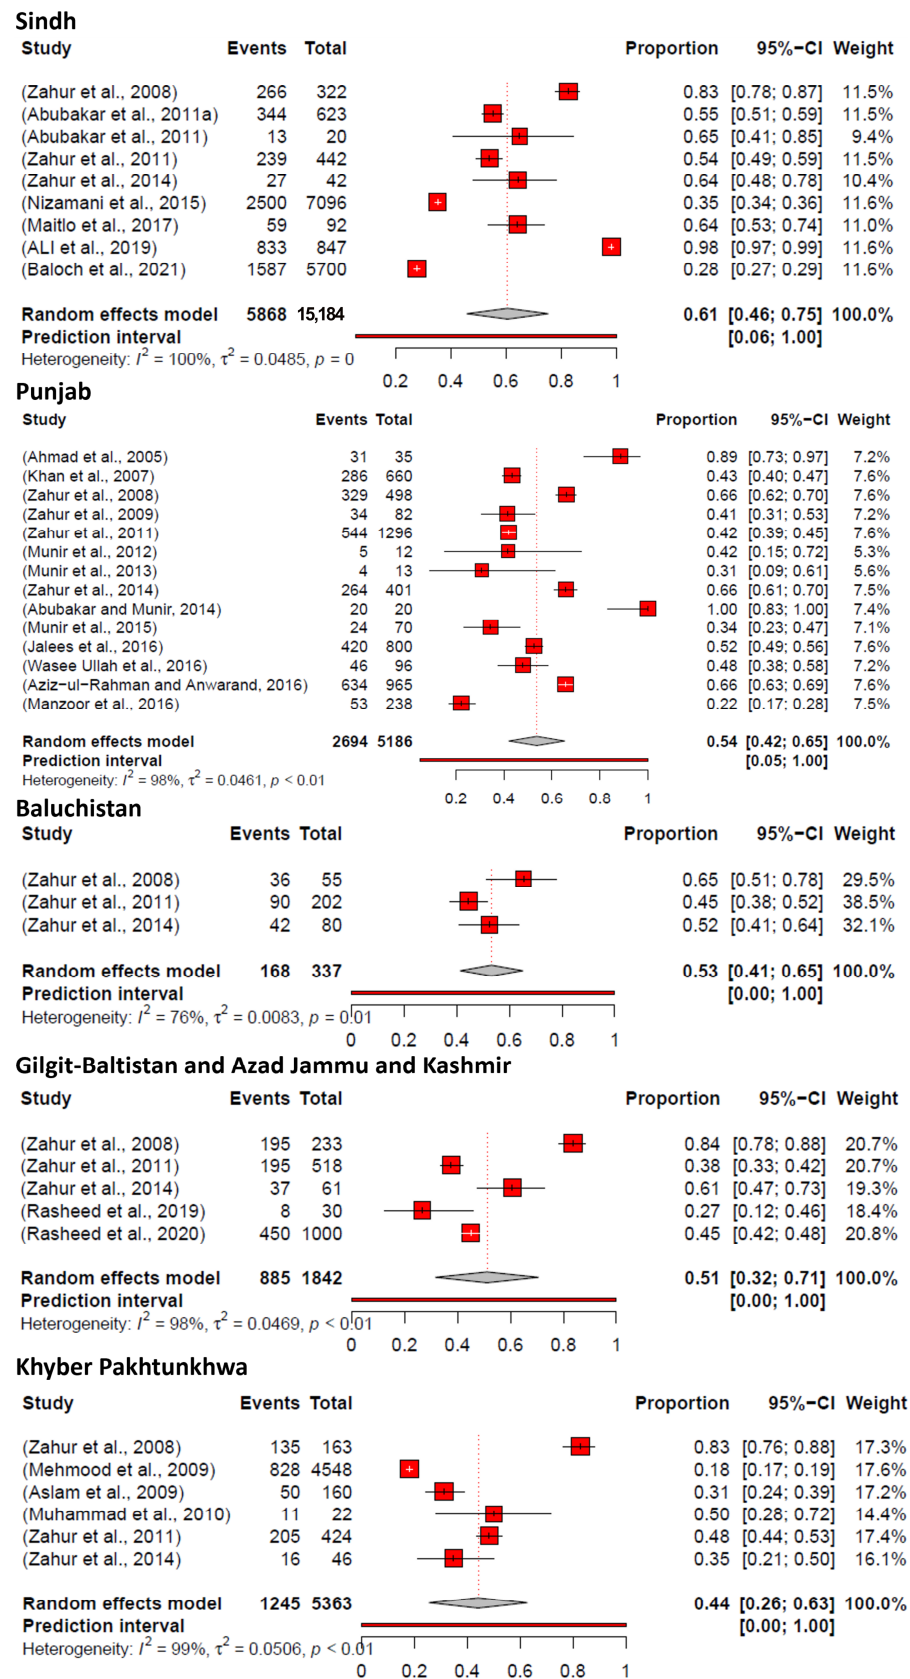 Sindh
Study Events Total Proportion 95%−CI Weight
(Zahur et al., 2008) 266 322 0.83 [0.78; 0.87] 11.5%
(Abubakar et al., 2011a) 344 623 0.55 [0.51; 0.59] 11.5%
(Abubakar et al., 2011) 13 20 0.65 [0.41; 0.85] 9.4%
(Zahur et al., 2011) 239 442 0.54 [0.49; 0.59] 11.5%
(Zahur et al., 2014) 27 42 0.64 [0.48; 0.78] 10.4%
(Nizamani et al., 2015) 2500 7096 0.35 [0.34; 0.36] 11.6%
(Maitlo et al., 2017) 59 92 0.64 [0.53; 0.74] 11.0%
(ALI et al., 2019) 833 847 0.98 [0.97; 0.99] 11.6%
(Baloch et al., 2021) 1587 5700 0.28 [0.27; 0.29] 11.6%
Random effects model 5868 15,184 0.61 [0.46; 0.75] 100.0%
Prediction interval [0.06; 1.00]
Heterogeneity: I² = 100%, τ² = 0.0485, p = 0
0.2 0.4 0.6 0.8 1
Punjab
Study Events Total Proportion 95%−CI Weight
(Ahmad et al., 2005) 31 35 0.89 [0.73; 0.97] 7.2%
(Khan et al., 2007) 286 660 0.43 [0.40; 0.47] 7.6%
(Zahur et al., 2008) 329 498 0.66 [0.62; 0.70] 7.6%
(Zahur et al., 2009) 34 82 0.41 [0.31; 0.53] 7.2%
(Zahur et al., 2011) 544 1296 0.42 [0.39; 0.45] 7.6%
(Munir et al., 2012) 5 12 0.42 [0.15; 0.72] 5.3%
(Munir et al., 2013) 4 13 0.31 [0.09; 0.61] 5.6%
(Zahur et al., 2014) 264 401 0.66 [0.61; 0.70] 7.5%
(Abubakar and Munir, 2014) 20 20 1.00 [0.83; 1.00] 7.4%
(Munir et al., 2015) 24 70 0.34 [0.23; 0.47] 7.1%
(Jalees et al., 2016) 420 800 0.52 [0.49; 0.56] 7.6%
(Wasee Ullah et al., 2016) 46 96 0.48 [0.38; 0.58] 7.2%
(Aziz−ul−Rahman and Anwarand, 2016) 634 965 0.66 [0.63; 0.69] 7.6%
(Manzoor et al., 2016) 53 238 0.22 [0.17; 0.28] 7.5%
Random effects model 2694 5186 0.54 [0.42; 0.65] 100.0%
Prediction interval [0.05; 1.00]
Heterogeneity: I² = 98%, τ² = 0.0461, p < 0.01
0.2 0.4 0.6 0.8 1
Baluchistan
Study Events Total Proportion 95%−CI Weight
(Zahur et al., 2008) 36 55 0.65 [0.51; 0.78] 29.5%
(Zahur et al., 2011) 90 202 0.45 [0.38; 0.52] 38.5%
(Zahur et al., 2014) 42 80 0.52 [0.41; 0.64] 32.1%
Random effects model 168 337 0.53 [0.41; 0.65] 100.0%
Prediction interval [0.00; 1.00]
Heterogeneity: I² = 76%, τ² = 0.0083, p = 0.01
0 0.2 0.4 0.6 0.8 1
Gilgit-Baltistan and Azad Jammu and Kashmir
Study Events Total Proportion 95%−CI Weight
(Zahur et al., 2008) 195 233 0.84 [0.78; 0.88] 20.7%
(Zahur et al., 2011) 195 518 0.38 [0.33; 0.42] 20.7%
(Zahur et al., 2014) 37 61 0.61 [0.47; 0.73] 19.3%
(Rasheed et al., 2019) 8 30 0.27 [0.12; 0.46] 18.4%
(Rasheed et al., 2020) 450 1000 0.45 [0.42; 0.48] 20.8%
Random effects model 885 1842 0.51 [0.32; 0.71] 100.0%
Prediction interval [0.00; 1.00]
Heterogeneity: I² = 98%, τ² = 0.0469, p < 0.01
0 0.2 0.4 0.6 0.8 1
Khyber Pakhtunkhwa
Study Events Total Proportion 95%−CI Weight
(Zahur et al., 2008) 135 163 0.83 [0.76; 0.88] 17.3%
(Mehmood et al., 2009) 828 4548 0.18 [0.17; 0.19] 17.6%
(Aslam et al., 2009) 50 160 0.31 [0.24; 0.39] 17.2%
(Muhammad et al., 2010) 11 22 0.50 [0.28; 0.72] 14.4%
(Zahur et al., 2011) 205 424 0.48 [0.44; 0.53] 17.4%
(Zahur et al., 2014) 16 46 0.35 [0.21; 0.50] 16.1%
Random effects model 1245 5363 0.44 [0.26; 0.63] 100.0%
Prediction interval [0.00; 1.00]
Heterogeneity: I² = 99%, τ² = 0.0506, p < 0.01
0 0.2 0.4 0.6 0.8 1